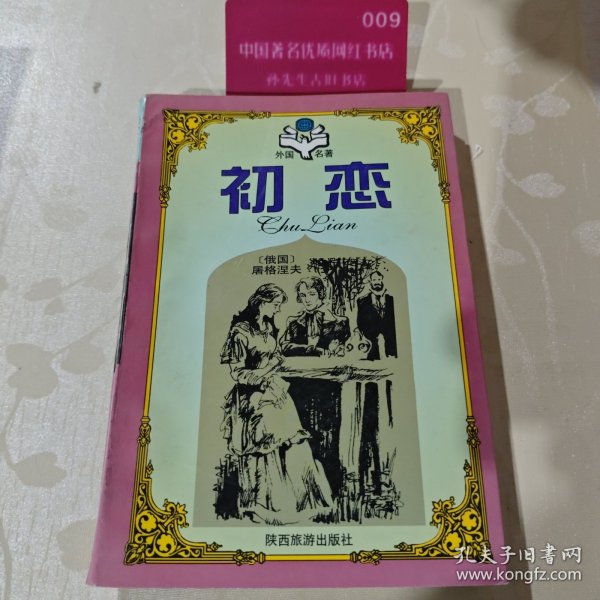 009
中国著名优质网红书店
孙先生古旧书店
外国名著
初恋
Chu Lian
〔俄国〕
屠格涅夫
陕西旅游出版社
孔夫子旧書网
www.kongfz.com